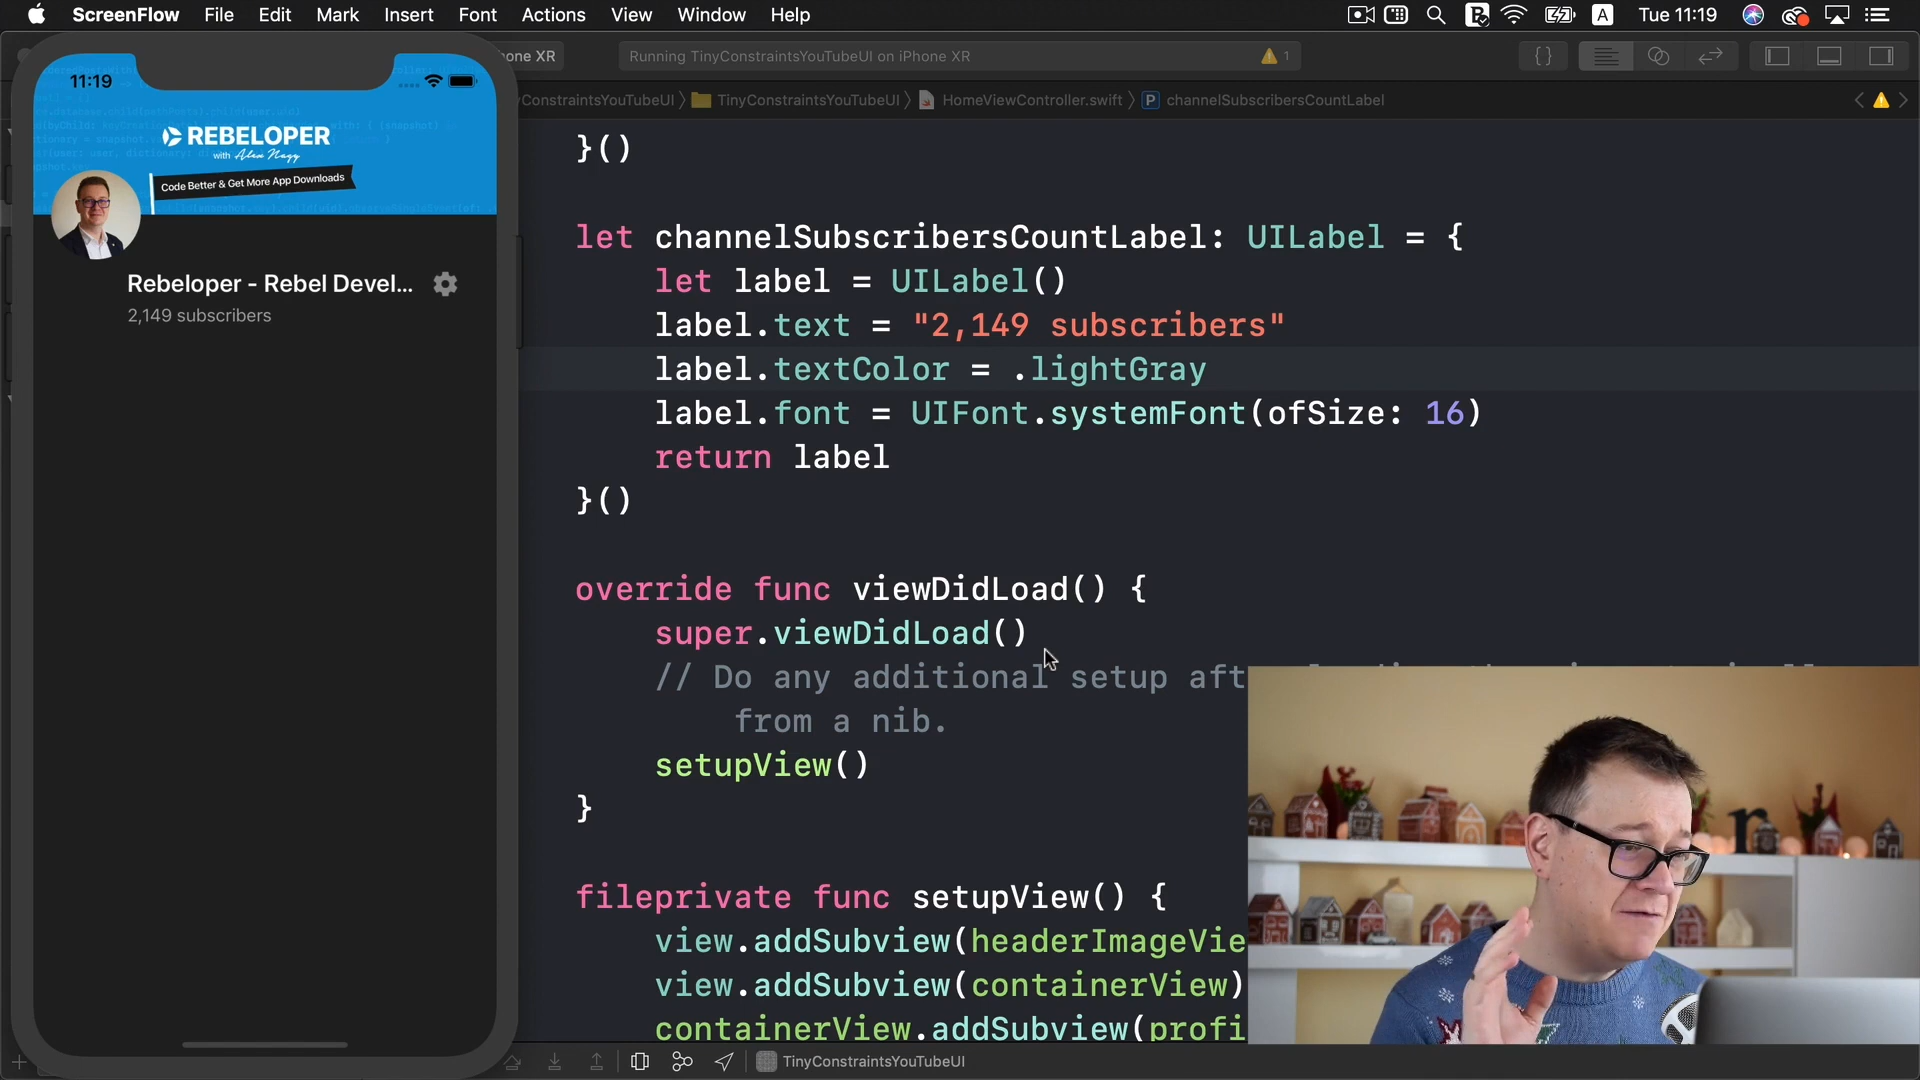 ScreenFlow File Edit Mark Insert Font Actions View Window Help
A Tue 11:19
one XR
Running TinyConstraintsYouTubeUI on iPhone XR
1
ConstraintsYouTubeUI TinyConstraintsYouTubeUI HomeViewController.swift P channelSubscribersCountLabel
11:19
REBELOPER
with Alex Nagy
Code Better & Get More App Downloads
Rebeloper - Rebel Devel...
2,149 subscribers
}()
let channelSubscribersCountLabel: UILabel = {
let label = UILabel()
label.text = "2,149 subscribers"
label.textColor = .lightGray
label.font = UIFont.systemFont(ofSize: 16)
return label
}()
override func viewDidLoad() {
super.viewDidLoad()
// Do any additional setup aft
from a nib.
setupView()
}
fileprivate func setupView() {
view.addSubview(headerImageVie
view.addSubview(containerView)
containerView.addSubview(profi
TinyConstraintsYouTubeUI